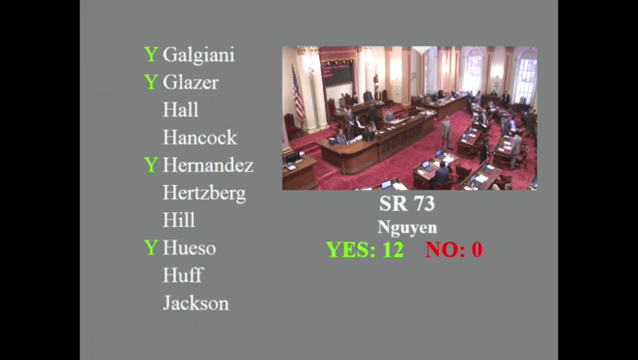 Y Galgiani
Y Glazer
Hall
Hancock
Y Hernandez
Hertzberg
Hill
Y Hueso
Huff
Jackson
SR 73
Nguyen
YES: 12 NO: 0